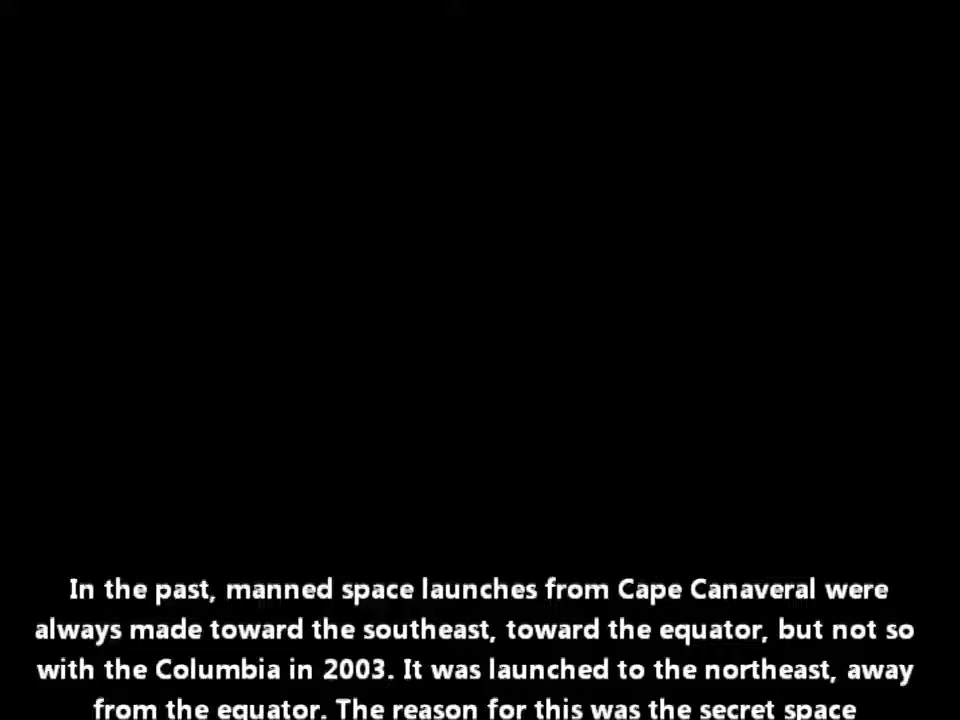 In the past, manned space launches from Cape Canaveral were
always made toward the southeast, toward the equator, but not so
with the Columbia in 2003. It was launched to the northeast, away
from the equator. The reason for this was the secret space